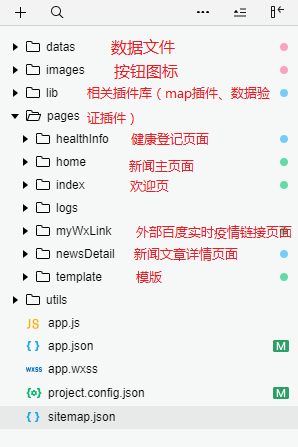 datas 数据文件
images 按钮图标
lib 相关插件库（map插件、数据验
pages 证插件）
healthInfo 健康登记页面
home 新闻主页面
index 欢迎页
logs
myWxLink 外部百度实时疫情链接页面
newsDetail 新闻文章详情页面
template 模版
utils
JS app.js
{ } app.json M
wxss app.wxss
{o} project.config.json M
{ } sitemap.json